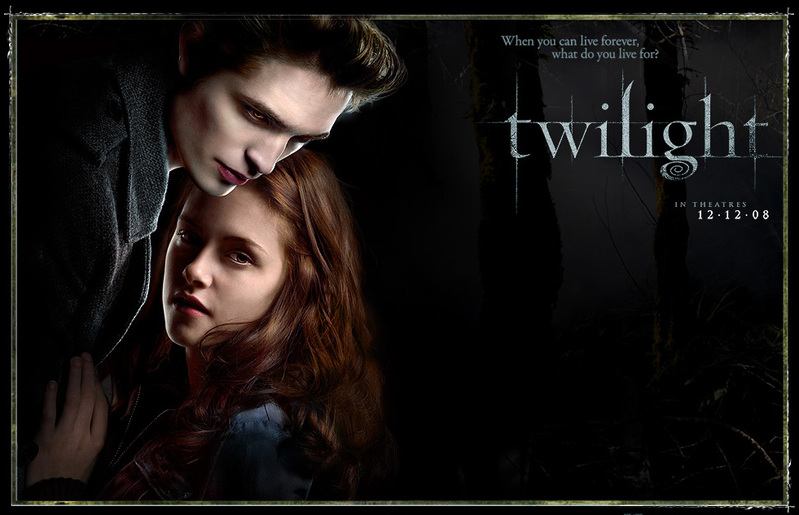 When you can live forever,
what do you live for?
twilight
IN THEATRES
12·12·08